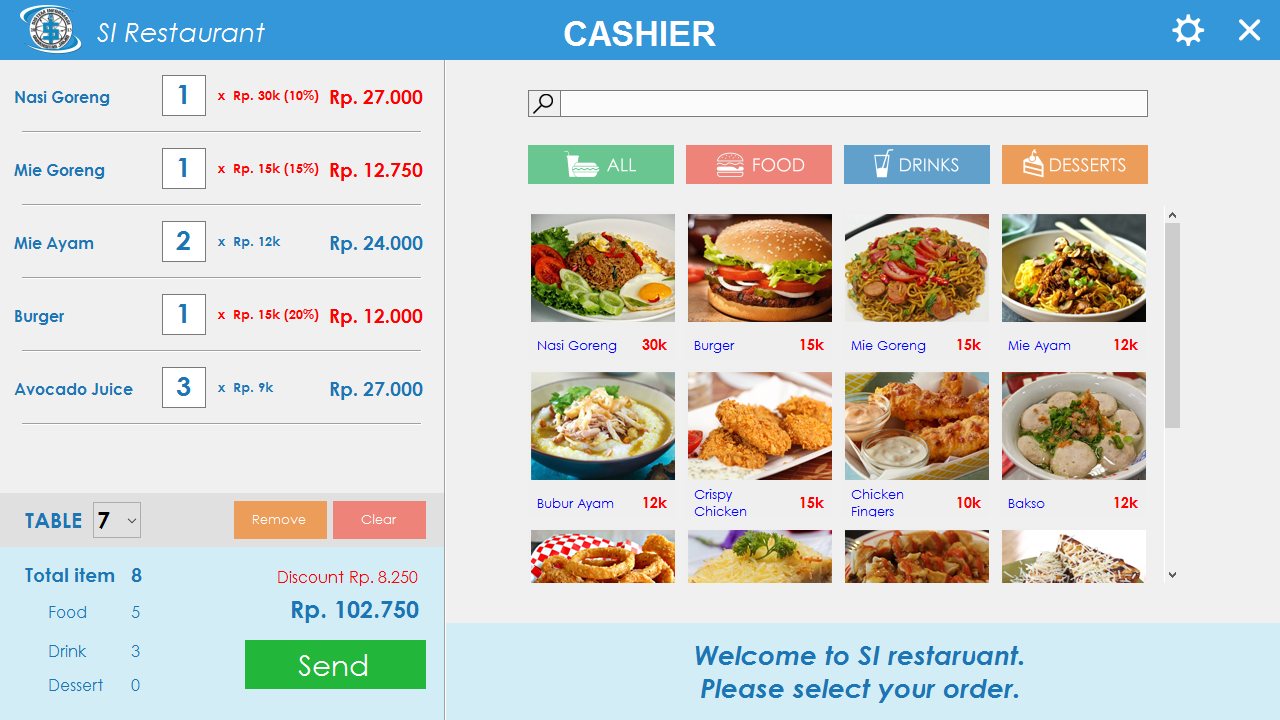 SI Restaurant
CASHIER
Nasi Goreng 1 x Rp. 30k (10%) Rp. 27.000
Mie Goreng 1 x Rp. 15k (15%) Rp. 12.750
Mie Ayam 2 x Rp. 12k Rp. 24.000
Burger 1 x Rp. 15k (20%) Rp. 12.000
Avocado Juice 3 x Rp. 9k Rp. 27.000
TABLE 7 Remove Clear
Total item 8
Food 5
Drink 3
Dessert 0
Discount Rp. 8.250
Rp. 102.750
Send
ALL FOOD DRINKS DESSERTS
Nasi Goreng 30k Burger 15k Mie Goreng 15k Mie Ayam 12k
Bubur Ayam 12k Crispy Chicken 15k Chicken Fingers 10k Bakso 12k
Welcome to SI restaruant.
Please select your order.